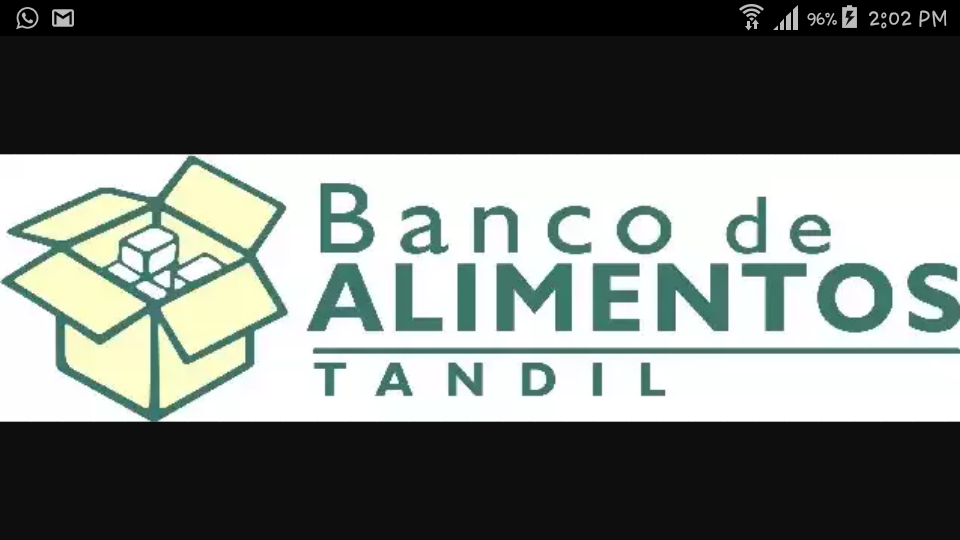 96% 2:02 PM
Banco de
ALIMENTOS
TANDIL